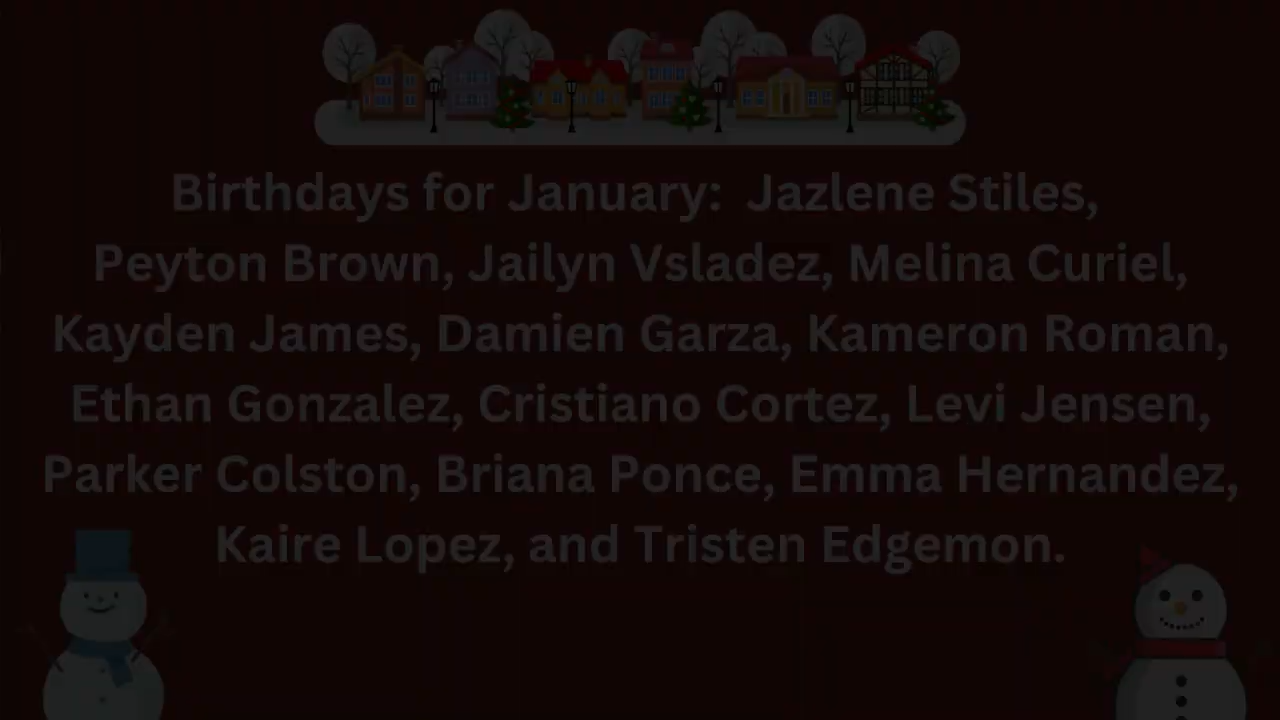 Birthdays for January:  Jazlene Stiles,
Peyton Brown, Jailyn Vsladez, Melina Curiel,
Kayden James, Damien Garza, Kameron Roman,
Ethan Gonzalez, Cristiano Cortez, Levi Jensen,
Parker Colston, Briana Ponce, Emma Hernandez,
Kaire Lopez, and Tristen Edgemon.